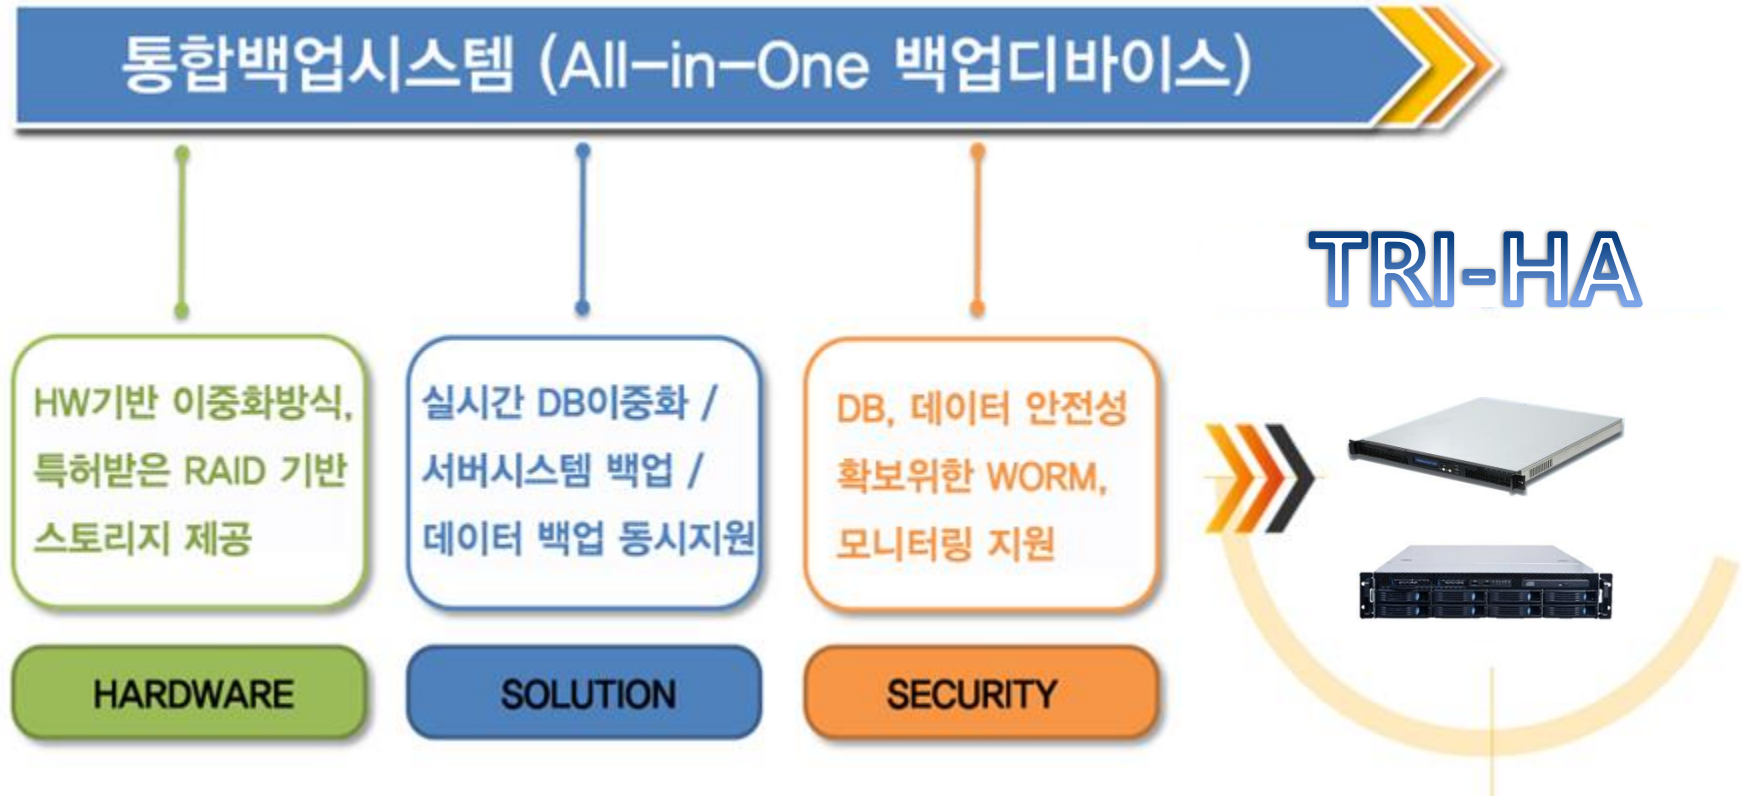 통합백업시스템 (All-in-One 백업디바이스)
HW기반 이중화방식,
특허받은 RAID 기반
스토리지 제공
HARDWARE
실시간 DB이중화 /
서버시스템 백업 /
데이터 백업 동시지원
SOLUTION
DB, 데이터 안전성
확보위한 WORM,
모니터링 지원
SECURITY
TRI-HA